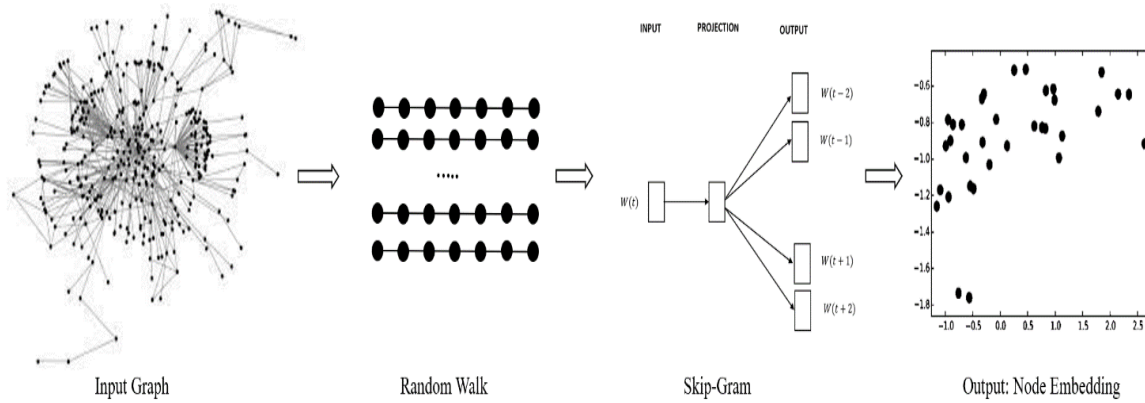 INPUT PROJECTION OUTPUT
W(t−2)
W(t−1)
W(t)
W(t+1)
W(t+2)
−0.6
−0.8
−1.0
−1.2
−1.4
−1.6
−1.8
−1.0 −0.5 0.0 0.5 1.0 1.5 2.0 2.5
Input Graph Random Walk Skip-Gram Output: Node Embedding